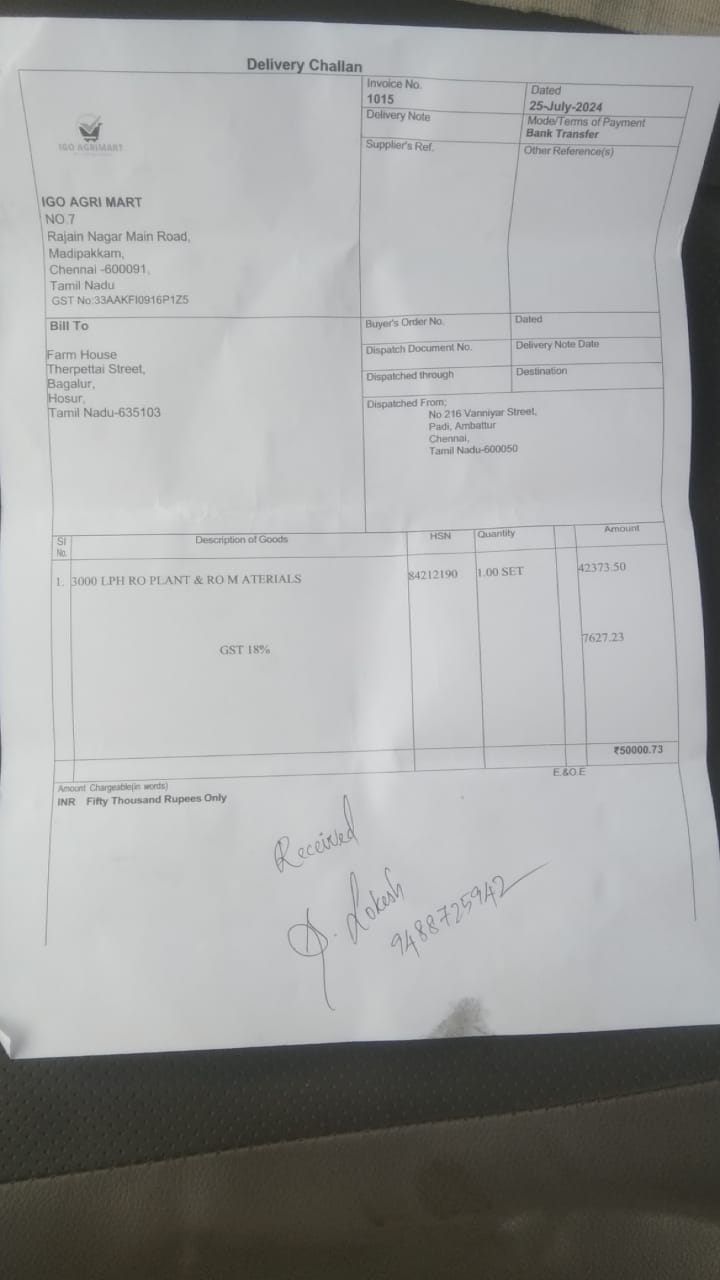 Delivery Challan
Invoice No.
1015
Dated
25-July-2024
Delivery Note
Mode/Terms of Payment
Bank Transfer
Supplier's Ref.
Other Reference(s)
IGO AGRIMART
IGO AGRI MART
NO.7
Rajain Nagar Main Road,
Madipakkam,
Chennai -600091,
Tamil Nadu
GST No:33AAKFI0916P1Z5
Bill To
Farm House
Therpettai Street,
Bagalur,
Hosur,
Tamil Nadu-635103
Buyer's Order No.
Dated
Dispatch Document No.
Delivery Note Date
Dispatched through
Destination
Dispatched From;
No 216 Vanniyar Street,
Padi, Ambattur
Chennai,
Tamil Nadu-600050
Sl No. Description of Goods HSN Quantity Amount
1. 3000 LPH RO PLANT & RO M ATERIALS 84212190 1.00 SET 42373.50
GST 18% 7627.23
₹50000.73
Amount Chargeable(in words) E.&O.E
INR Fifty Thousand Rupees Only
Received
Lokesh
9488725942